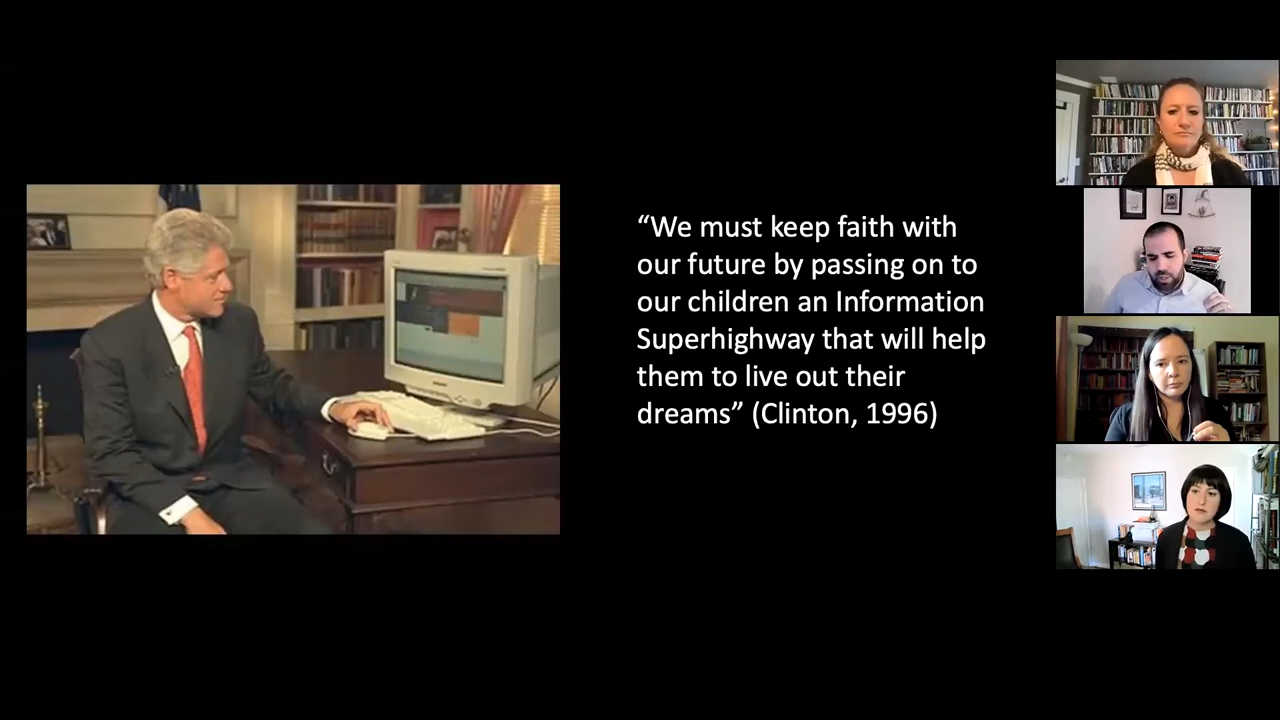 “We must keep faith with
our future by passing on to
our children an Information
Superhighway that will help
them to live out their
dreams” (Clinton, 1996)